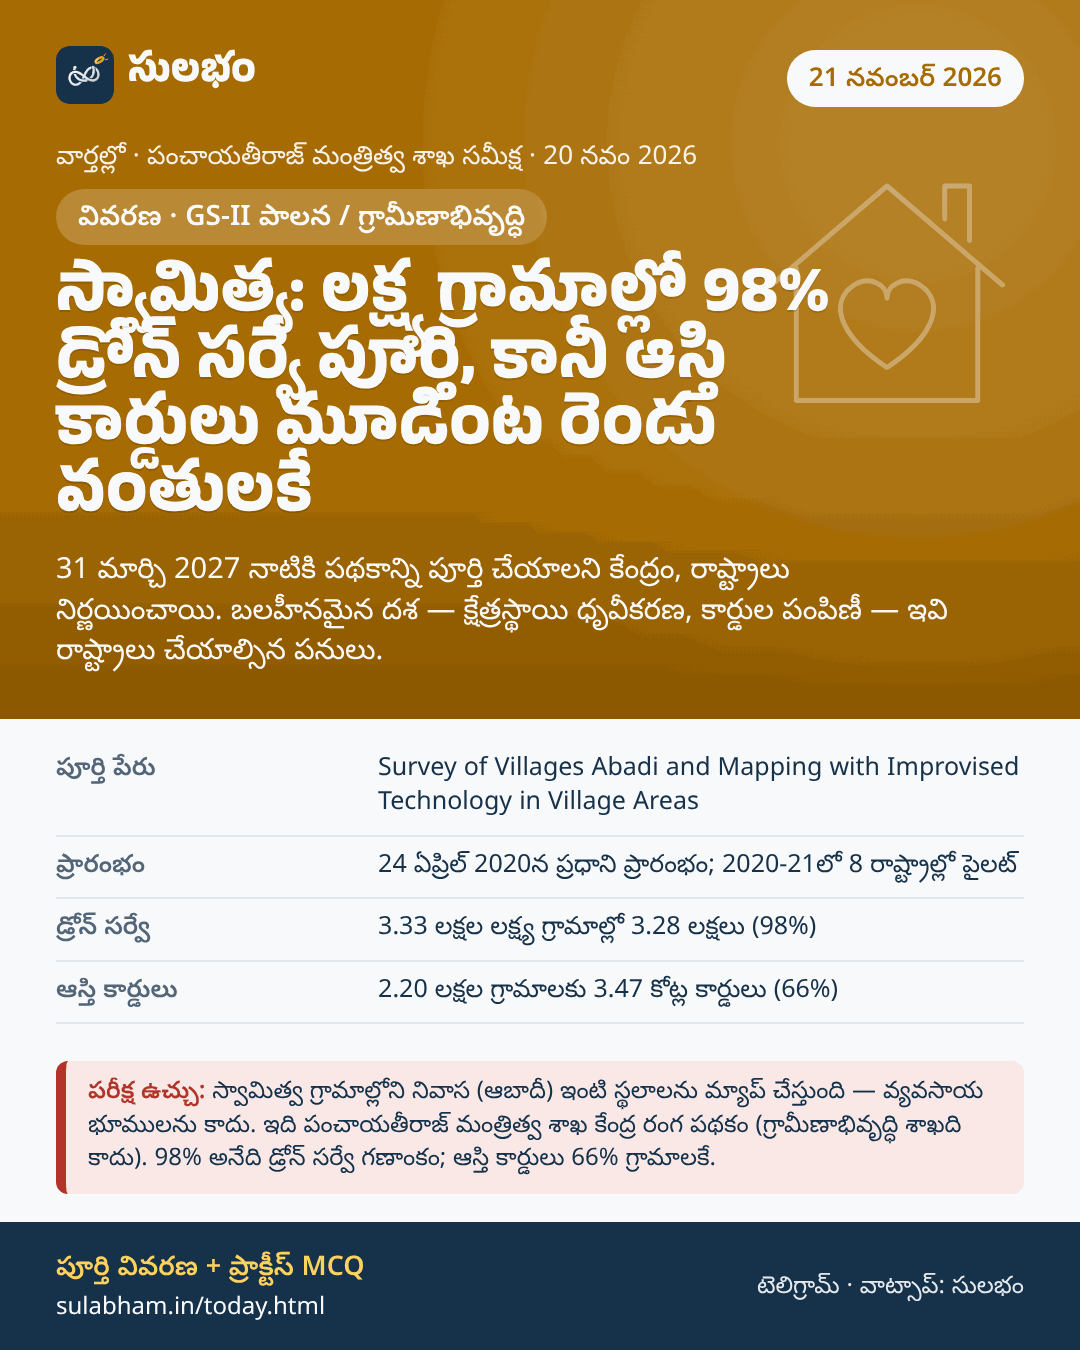 సులభం
21 నవంబర్ 2026
వార్తల్లో · పంచాయతీరాజ్ మంత్రిత్వ శాఖ సమీక్ష · 20 నవం 2026
వివరణ · GS-II పాలన / గ్రామీణాభివృద్ధి
స్వామిత్వ: లక్ష్య గ్రామాల్లో 98%
డ్రోన్ సర్వే పూర్తి, కానీ ఆస్తి
కార్డులు మూడింట రెండు
వంతులకే
31 మార్చి 2027 నాటికి పథకాన్ని పూర్తి చేయాలని కేంద్రం, రాష్ట్రాలు
నిర్ణయించాయి. బలహీనమైన దశ — క్షేత్రస్థాయి ధృవీకరణ, కార్డుల పంపిణీ — ఇవి
రాష్ట్రాలు చేయాల్సిన పనులు.
పూర్తి పేరు
Survey of Villages Abadi and Mapping with Improvised
Technology in Village Areas
ప్రారంభం
24 ఏప్రిల్ 2020న ప్రధాని ప్రారంభం; 2020-21లో 8 రాష్ట్రాల్లో పైలట్
డ్రోన్ సర్వే
3.33 లక్షల లక్ష్య గ్రామాల్లో 3.28 లక్షలు (98%)
ఆస్తి కార్డులు
2.20 లక్షల గ్రామాలకు 3.47 కోట్ల కార్డులు (66%)
పరీక్ష ఉచ్చు: స్వామిత్వ గ్రామాల్లోని నివాస (ఆబాదీ) ఇంటి స్థలాలను మ్యాప్ చేస్తుంది — వ్యవసాయ
భూములను కాదు. ఇది పంచాయతీరాజ్ మంత్రిత్వ శాఖ కేంద్ర రంగ పథకం (గ్రామీణాభివృద్ధి శాఖది
కాదు). 98% అనేది డ్రోన్ సర్వే గణాంకం; ఆస్తి కార్డులు 66% గ్రామాలకే.
పూర్తి వివరణ + ప్రాక్టీస్ MCQ
sulabham.in/today.html
టెలిగ్రామ్ · వాట్సాప్: సులభం